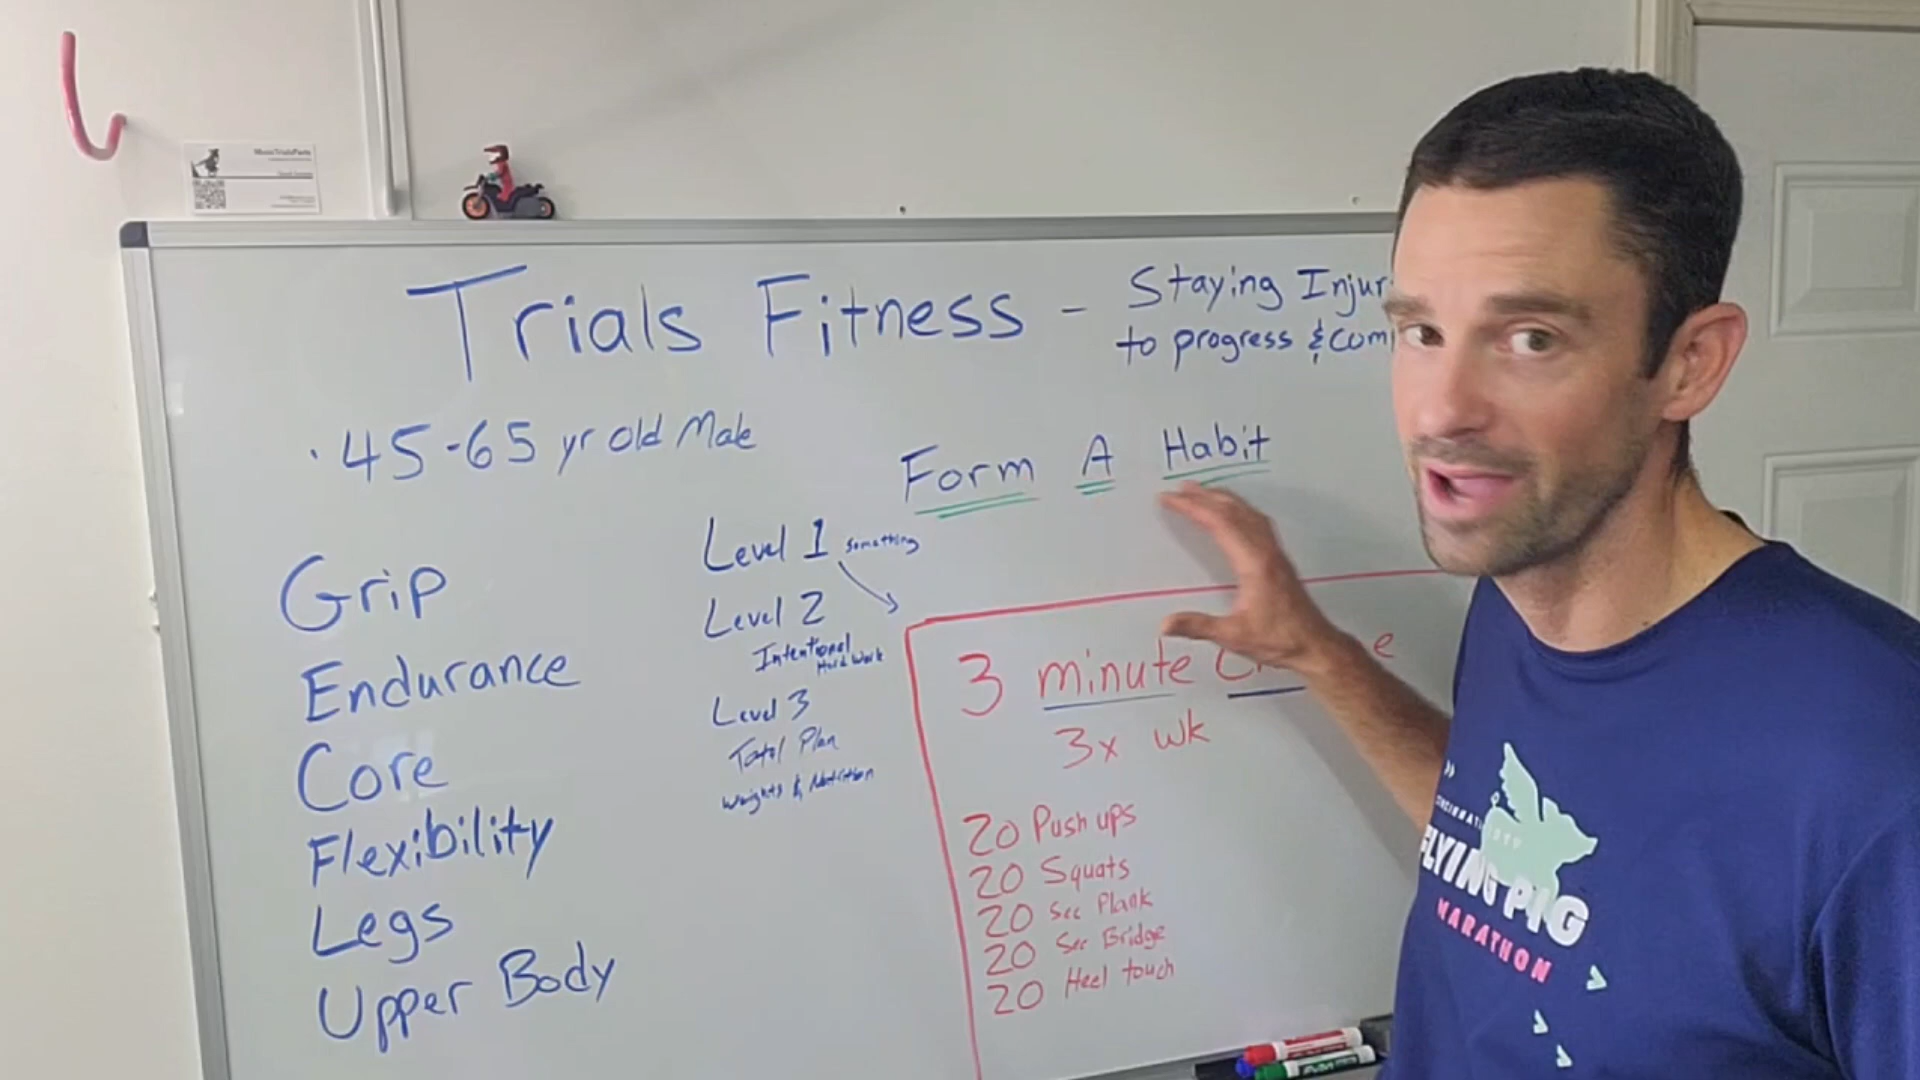 MussoTrialsParts
Trials Fitness - Staying Injur
to progress & Com
· 45-65 yr old Male
Form A Habit
Level 1 Something
Level 2
Intentional
Hard Work
Level 3
Total Plan
Weights & Nutrition
Grip
Endurance
Core
Flexibility
Legs
Upper Body
3 minute
3x wk
20 Push ups
20 Squats
20 Sec Plank
20 Sec Bridge
20 Heel touch
CINCINNATI
FLYING PIG
MARATHON